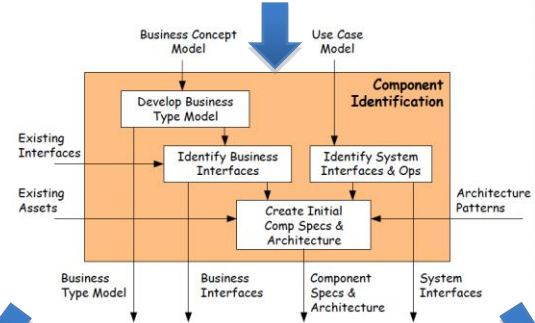 Business Concept
Model
Use Case
Model
Component
Identification
Develop Business
Type Model
Existing
Interfaces
Identify Business
Interfaces
Identify System
Interfaces & Ops
Existing
Assets
Create Initial
Comp Specs &
Architecture
Architecture
Patterns
Business
Type Model
Business
Interfaces
Component
Specs &
Architecture
System
Interfaces